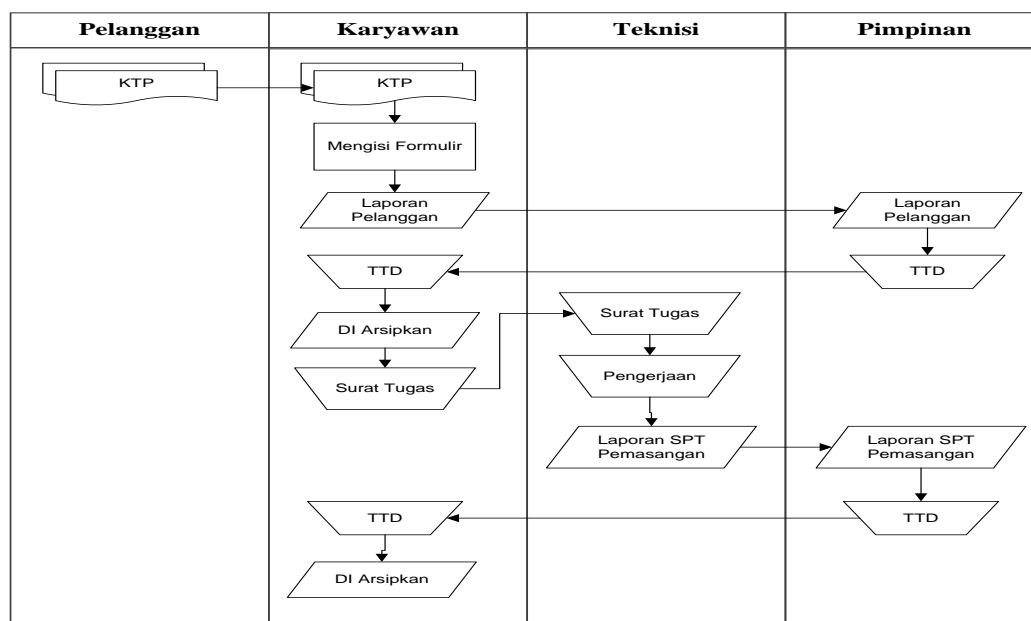 Pelanggan
Karyawan
Teknisi
Pimpinan
KTP
KTP
Mengisi Formulir
Laporan
Pelanggan
Laporan
Pelanggan
TTD
TTD
DI Arsipkan
Surat Tugas
Surat Tugas
Pengerjaan
Laporan SPT
Pemasangan
Laporan SPT
Pemasangan
TTD
TTD
DI Arsipkan